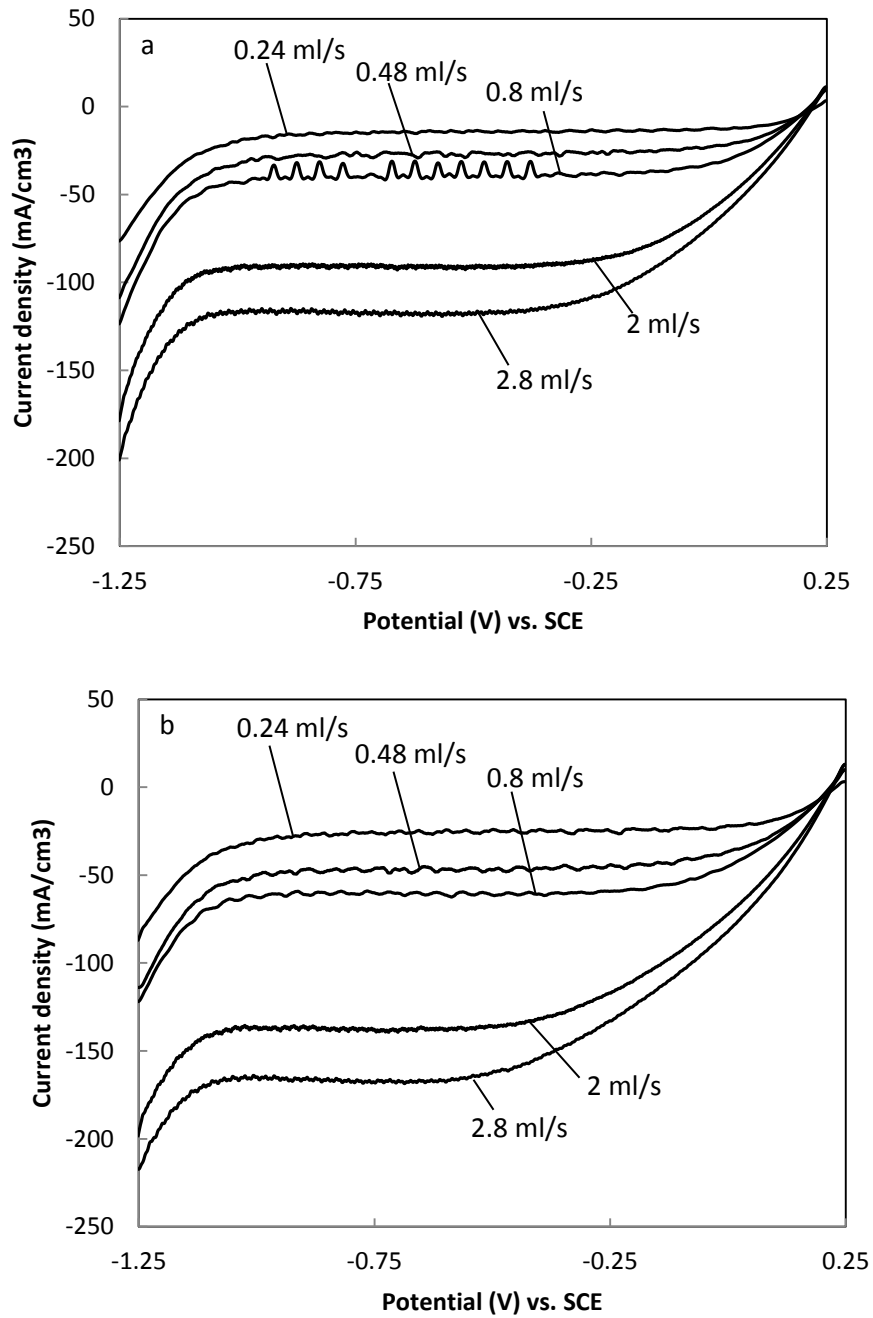 a
0.24 ml/s
0.48 ml/s
0.8 ml/s
2 ml/s
2.8 ml/s
50
0
-50
-100
-150
-200
-250
Current density (mA/cm3)
-1.25 -0.75 -0.25 0.25
Potential (V) vs. SCE
b
0.24 ml/s
0.48 ml/s
0.8 ml/s
2 ml/s
2.8 ml/s
50
0
-50
-100
-150
-200
-250
Current density (mA/cm3)
-1.25 -0.75 -0.25 0.25
Potential (V) vs. SCE